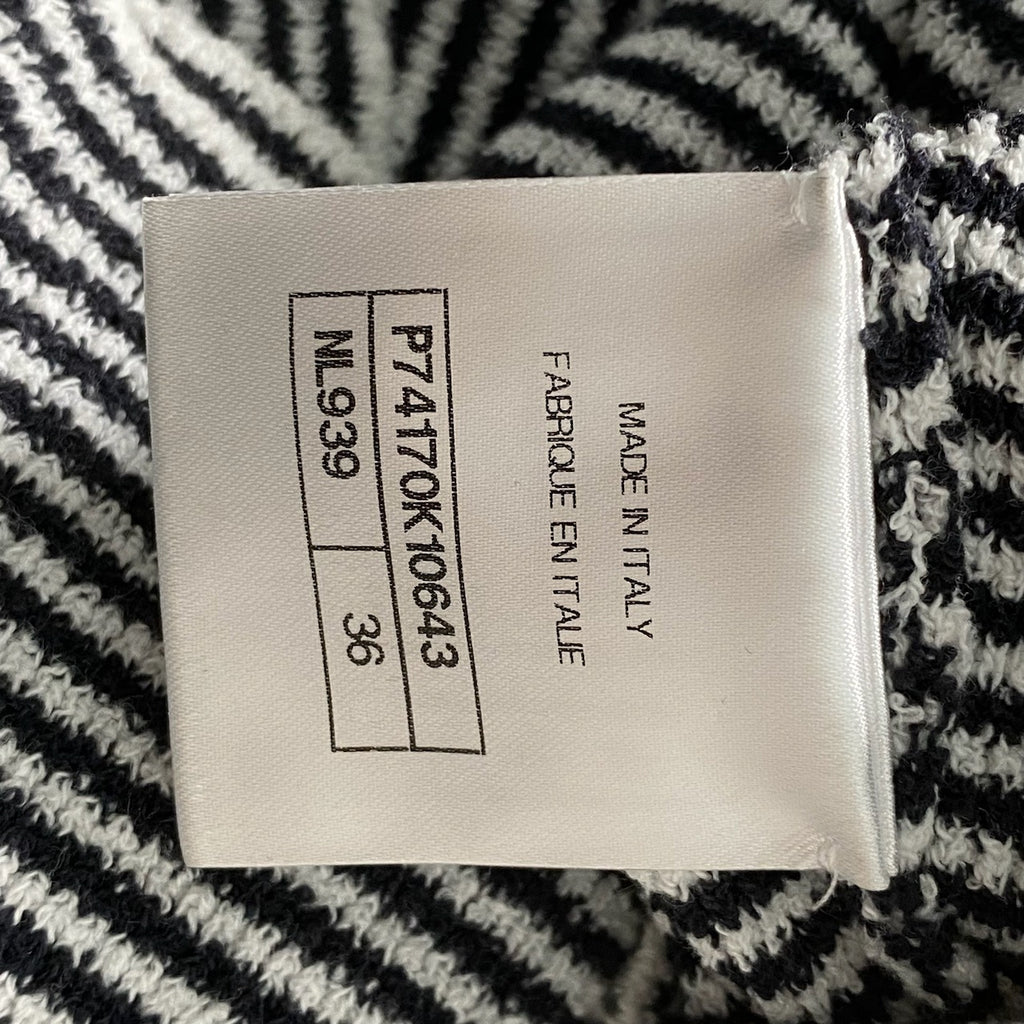 MADE IN ITALY
FABRIQUE EN ITALIE
P74170K10643
NL939 36